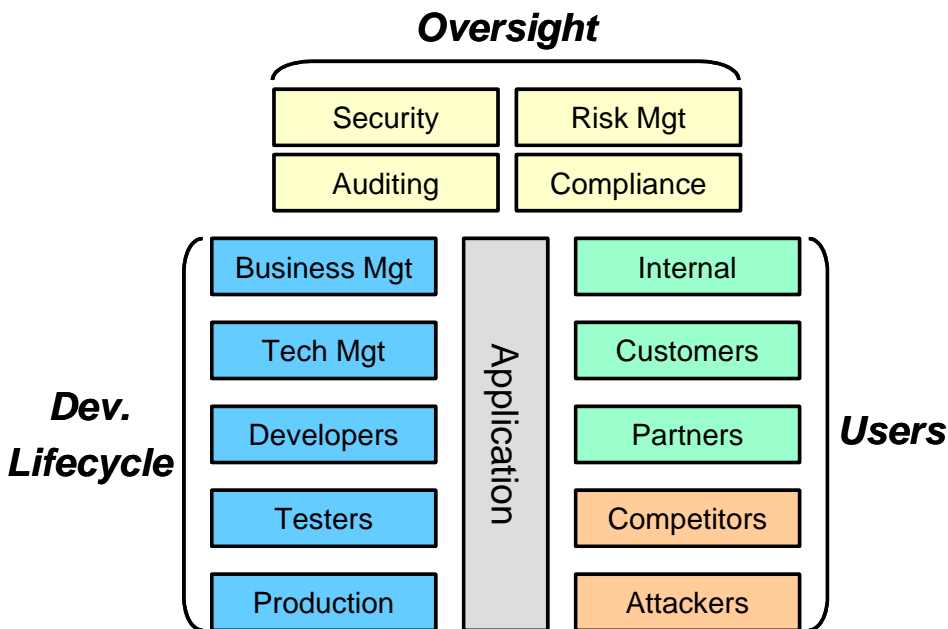 Oversight
Security
Risk Mgt
Auditing
Compliance
Business Mgt
Tech Mgt
Developers
Testers
Production
Dev.
Lifecycle
Application
Internal
Customers
Partners
Competitors
Attackers
Users